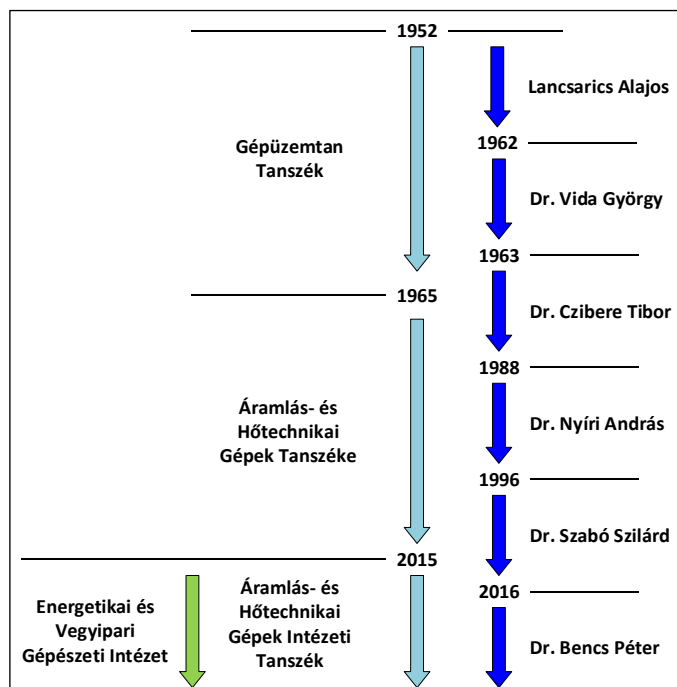 1952
Lancsarics Alajos
1962
Gépüzemtan
Tanszék
Dr. Vida György
1963
1965
Dr. Czibere Tibor
1988
Áramlás- és
Hőtechnikai
Gépek Tanszéke
Dr. Nyíri András
1996
Dr. Szabó Szilárd
2015
2016
Energetikai és
Vegyipari
Gépészeti Intézet
Áramlás- és
Hőtechnikai
Gépek Intézeti
Tanszék
Dr. Bencs Péter